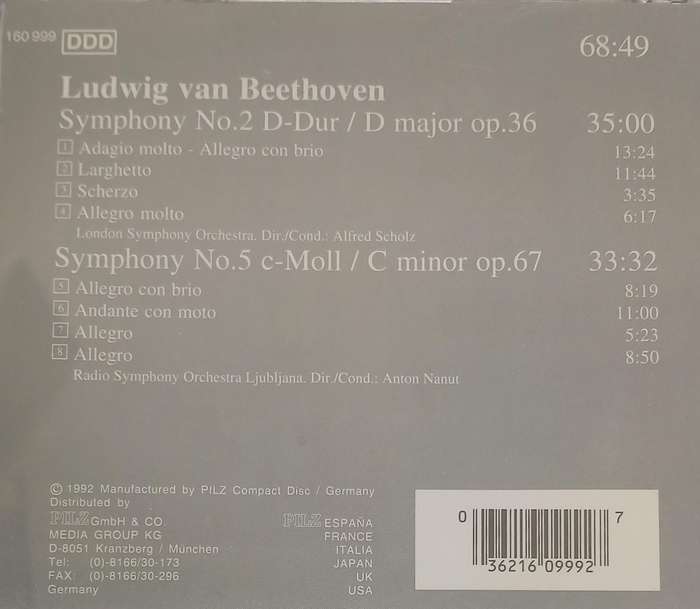 160 999 DDD 68:49
Ludwig van Beethoven
Symphony No.2 D-Dur / D major op.36 35:00
1 Adagio molto - Allegro con brio 13:24
2 Larghetto 11:44
3 Scherzo 3:35
4 Allegro molto 6:17
London Symphony Orchestra. Dir./Cond.: Alfred Scholz
Symphony No.5 c-Moll / C minor op.67 33:32
5 Allegro con brio 8:19
6 Andante con moto 11:00
7 Allegro 5:23
8 Allegro 8:50
Radio Symphony Orchestra Ljubljana. Dir./Cond.: Anton Nanut
© 1992 Manufactured by PILZ Compact Disc / Germany
Distributed by
PILZ GmbH & CO PILZ ESPAÑA
MEDIA GROUP KG FRANCE
D-8051 Kranzberg / München ITALIA
Tel: (0)-8166/30-173 JAPAN
FAX: (0)-8166/30-296 UK
Germany USA
0 36216 09992 7